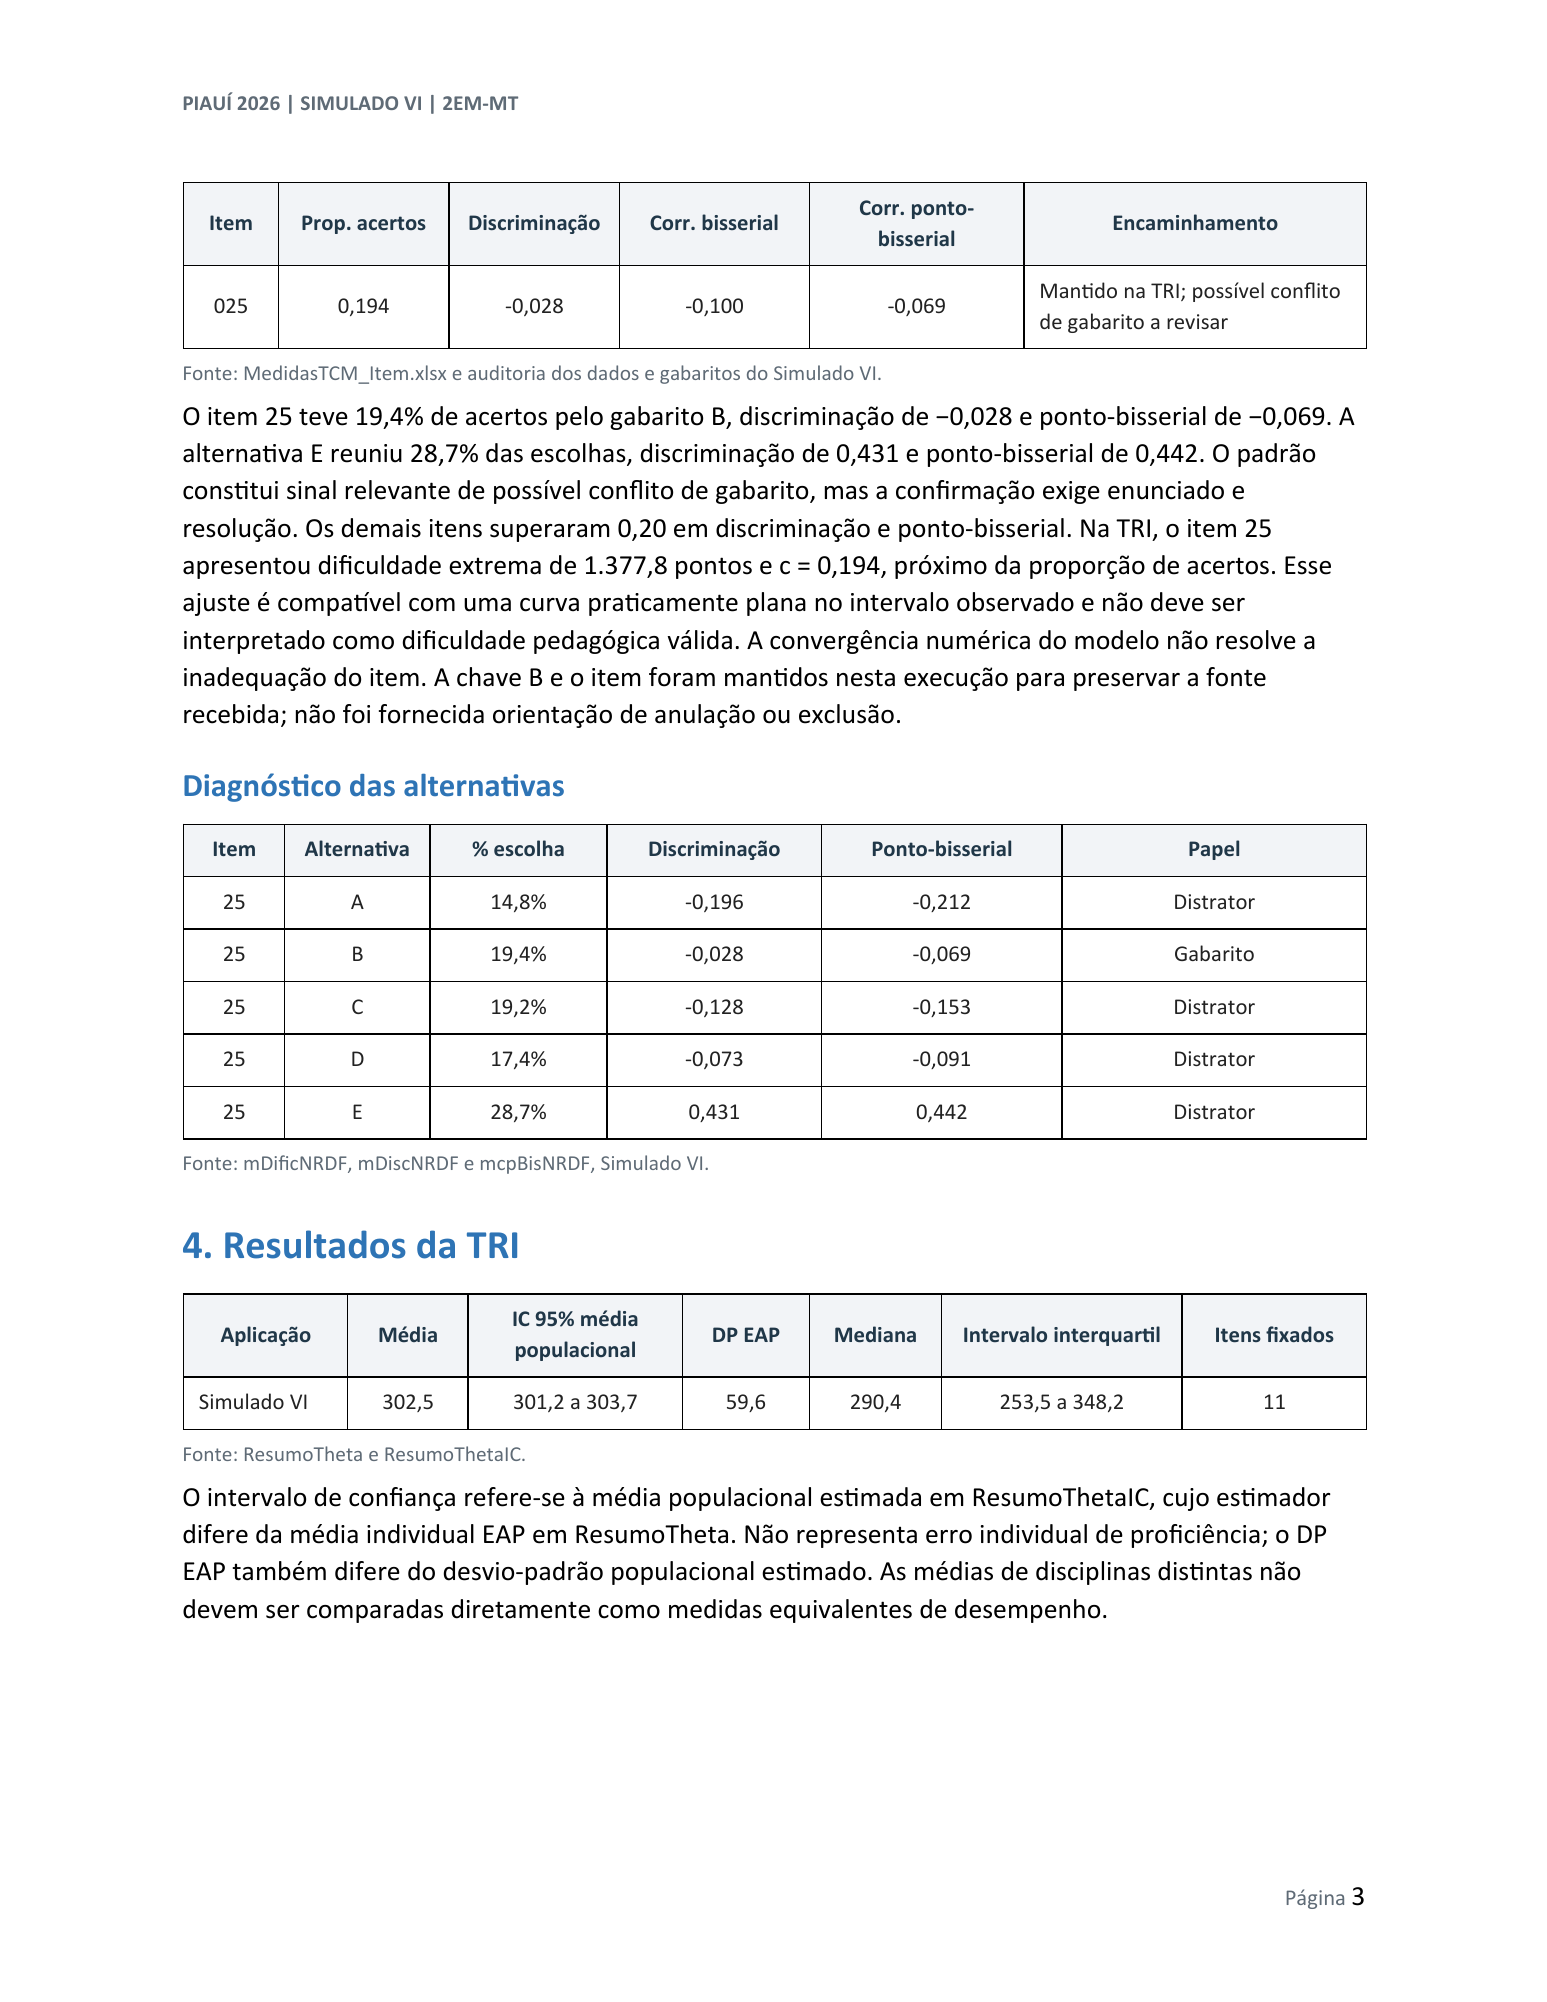 PIAUÍ 2026 | SIMULADO VI | 2EM-MT
Item Prop. acertos Discriminação Corr. bisserial Corr. ponto-bisserial Encaminhamento
025 0,194 -0,028 -0,100 -0,069 Mantido na TRI; possível conflito de gabarito a revisar
Fonte: MedidasTCM_Item.xlsx e auditoria dos dados e gabaritos do Simulado VI.
O item 25 teve 19,4% de acertos pelo gabarito B, discriminação de −0,028 e ponto-bisserial de −0,069. A
alternativa E reuniu 28,7% das escolhas, discriminação de 0,431 e ponto-bisserial de 0,442. O padrão
constitui sinal relevante de possível conflito de gabarito, mas a confirmação exige enunciado e
resolução. Os demais itens superaram 0,20 em discriminação e ponto-bisserial. Na TRI, o item 25
apresentou dificuldade extrema de 1.377,8 pontos e c = 0,194, próximo da proporção de acertos. Esse
ajuste é compatível com uma curva praticamente plana no intervalo observado e não deve ser
interpretado como dificuldade pedagógica válida. A convergência numérica do modelo não resolve a
inadequação do item. A chave B e o item foram mantidos nesta execução para preservar a fonte
recebida; não foi fornecida orientação de anulação ou exclusão.
Diagnóstico das alternativas
Item Alternativa % escolha Discriminação Ponto-bisserial Papel
25 A 14,8% -0,196 -0,212 Distrator
25 B 19,4% -0,028 -0,069 Gabarito
25 C 19,2% -0,128 -0,153 Distrator
25 D 17,4% -0,073 -0,091 Distrator
25 E 28,7% 0,431 0,442 Distrator
Fonte: mDificNRDF, mDiscNRDF e mcpBisNRDF, Simulado VI.
4. Resultados da TRI
Aplicação Média IC 95% média populacional DP EAP Mediana Intervalo interquartil Itens fixados
Simulado VI 302,5 301,2 a 303,7 59,6 290,4 253,5 a 348,2 11
Fonte: ResumoTheta e ResumoThetaIC.
O intervalo de confiança refere-se à média populacional estimada em ResumoThetaIC, cujo estimador
difere da média individual EAP em ResumoTheta. Não representa erro individual de proficiência; o DP
EAP também difere do desvio-padrão populacional estimado. As médias de disciplinas distintas não
devem ser comparadas diretamente como medidas equivalentes de desempenho.
Página 3